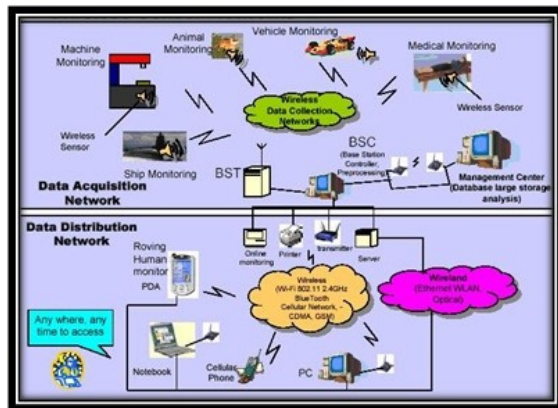 Machine
Monitoring
Animal
Monitoring
Vehicle Monitoring
Medical Monitoring
Wireless
Data Collection
Networks
Wireless
Sensor
Wireless Sensor
Ship Monitoring
BST
BSC
(Base Station
Controller,
Preprocessing)
Management Center
(Database large storage
analysis)
Data Acquisition
Network
Data Distribution
Network
Roving
Human
monitor
PDA
Online
monitoring
Printer
transmitter
Server
Wireless
(Wi-Fi 802.11 2.4GHz
BlueTooth
Cellular Network, -
CDMA, GSM)
Wireland
(Ethernet WLAN,
Optical)
Any where, any
time to access
Notebook
Cellular
Phone
PC